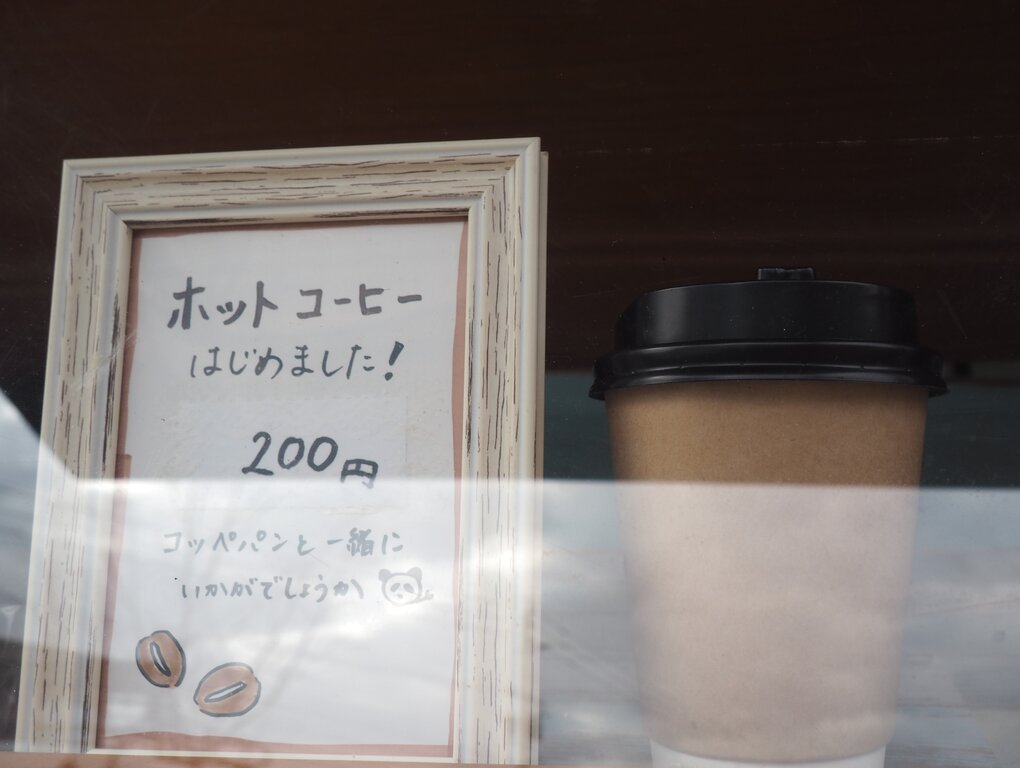 ホットコーヒー
はじめました!
200円
コッペパンと一緒に
いかがでしょうか